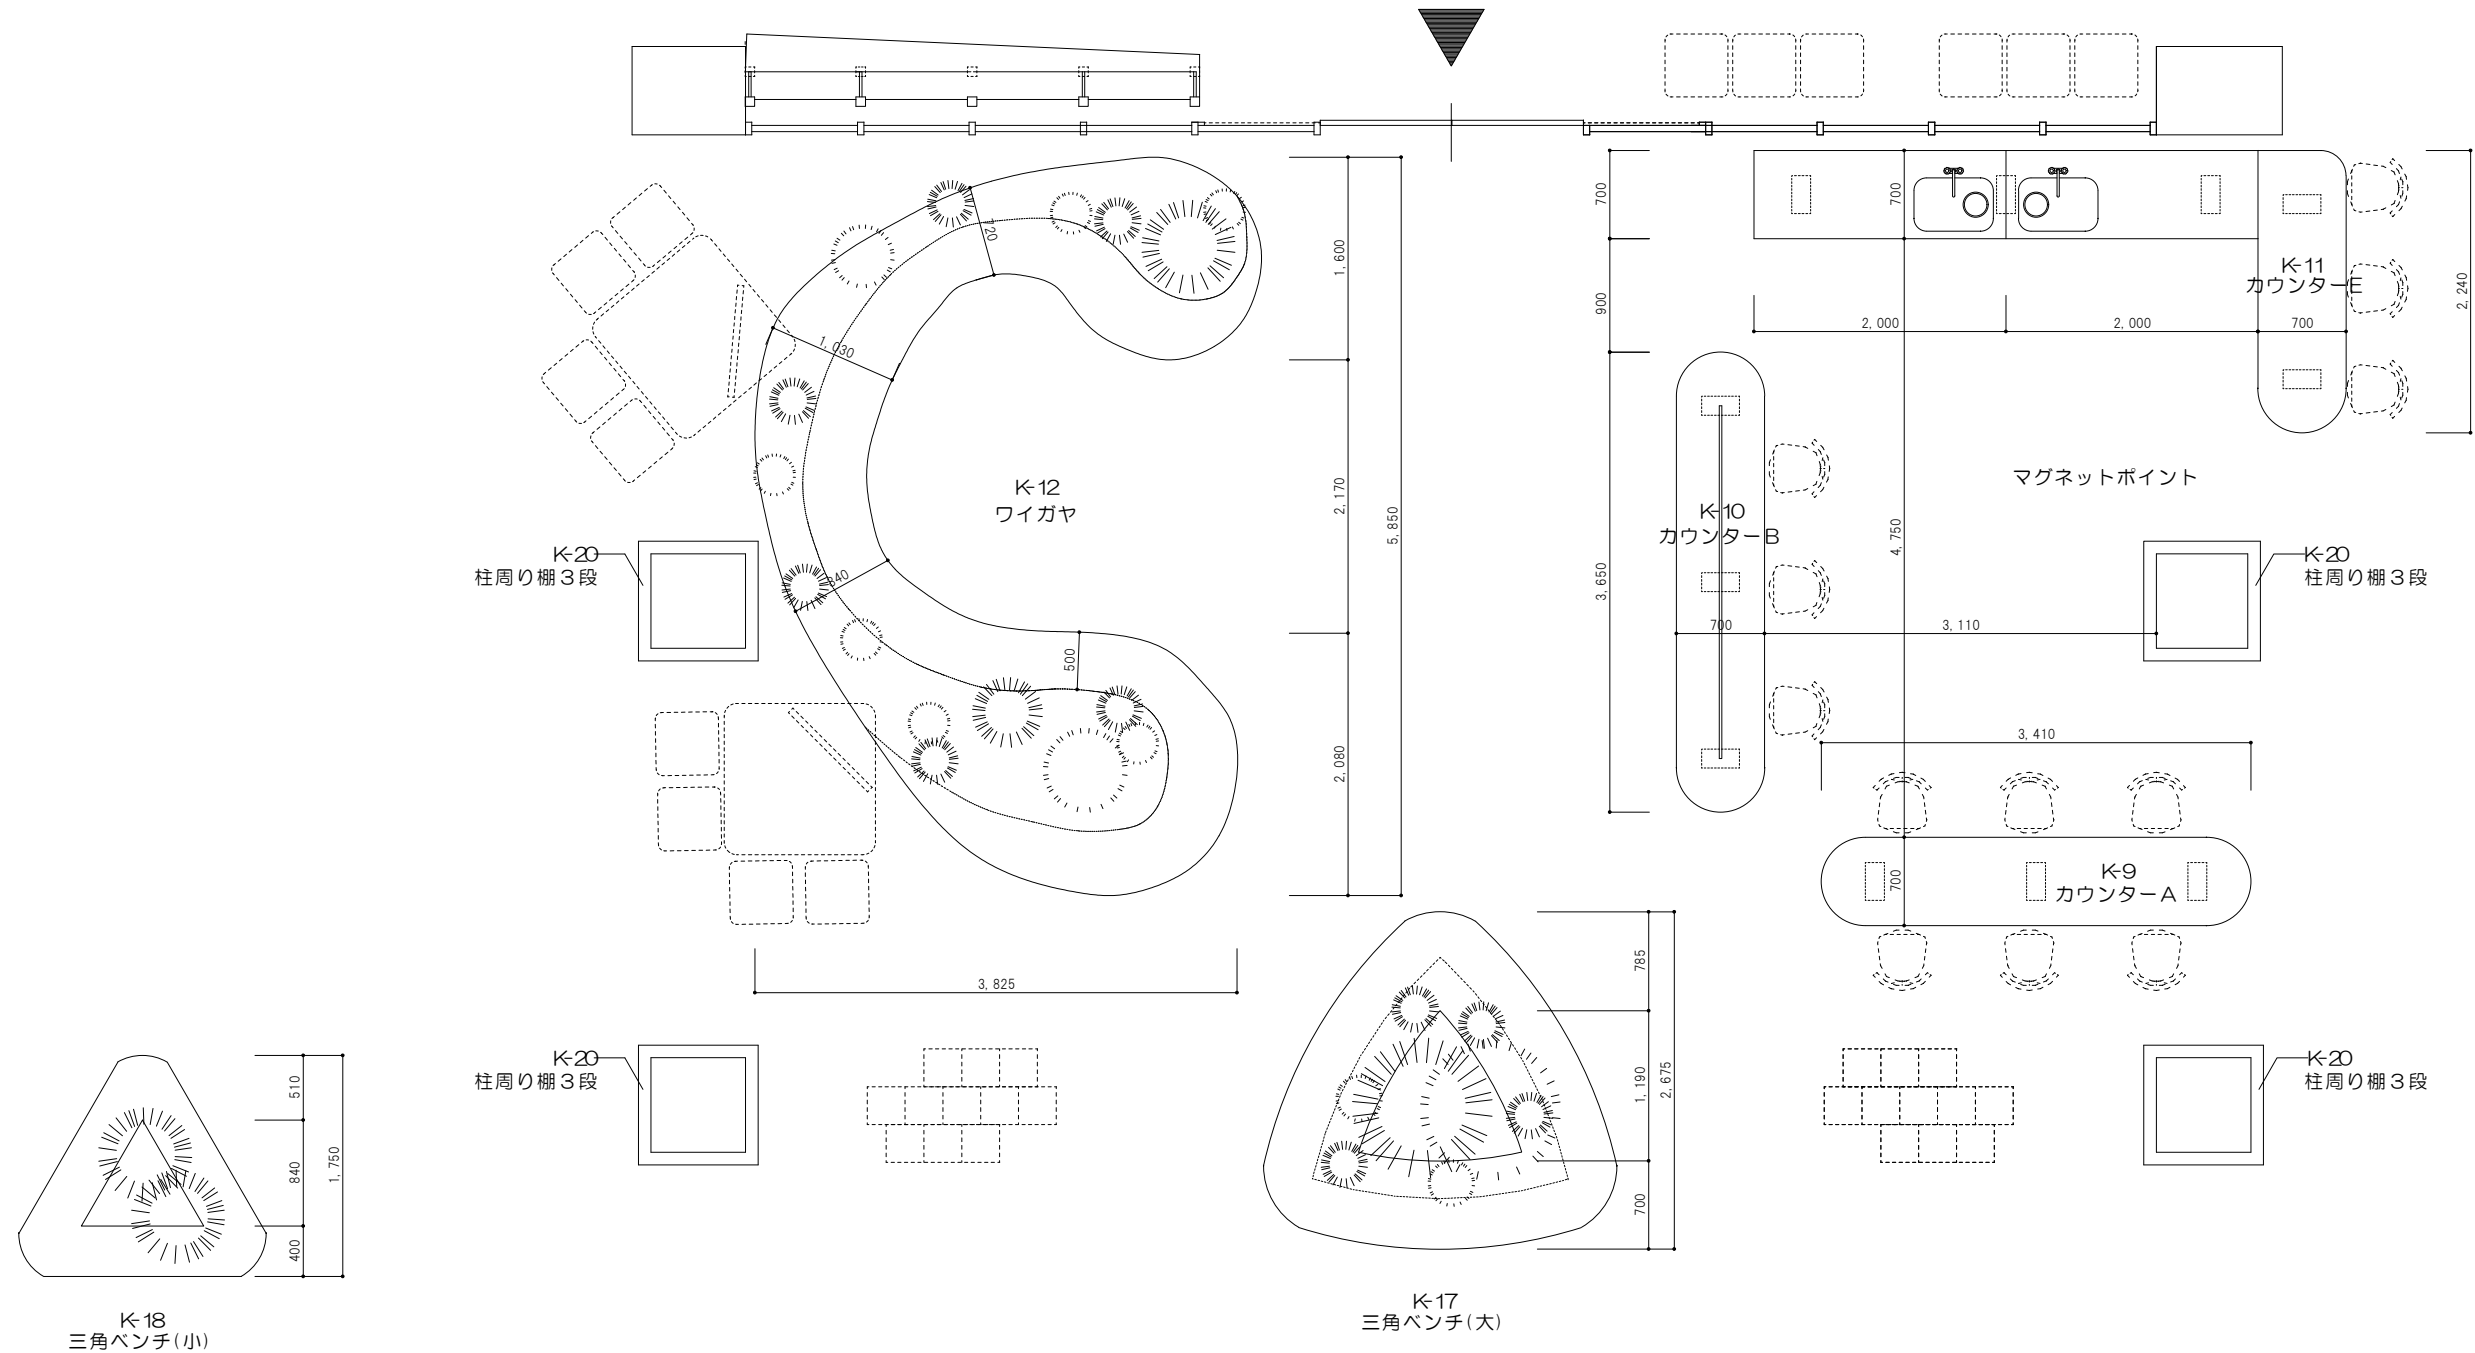 720
1,030
840
500
K-12
ワイガヤ
1,600
2,170
2,080
5,850
3,825
K-20
柱周り棚3段
K-20
柱周り棚3段
700
900
3,650
700
4,750
700
2,000
2,000
700
2,240
K-11
カウンターE
マグネットポイント
K-10
カウンターB
700
3,110
K-20
柱周り棚3段
3,410
K-9
カウンターA
K-20
柱周り棚3段
510
840
400
1,750
K-18
三角ベンチ(小)
785
1,190
700
2,675
K-17
三角ベンチ(大)